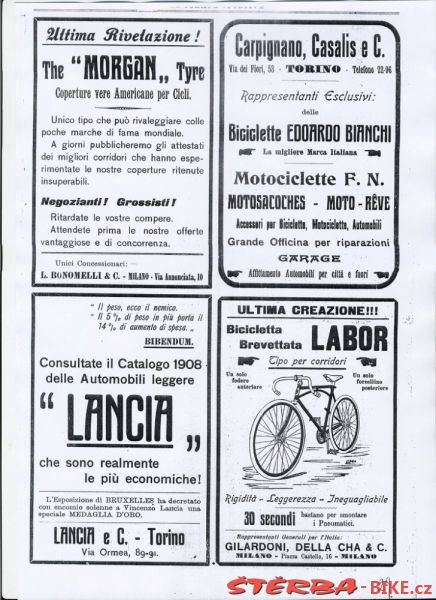 Ultima Rivelazione!
The "MORGAN„ Tyre
Coperture vere Americane per Cicli.
Unico tipo che può rivaleggiare colle
poche marche di fama mondiale.
A giorni pubblicheremo gli attestati
dei migliori corridori che hanno espe-
rimentate le nostre coperture ritenute
insuperabili.
Negozianti! Grossisti!
Ritardate le vostre compere.
Attendete prima le nostre offerte
vantaggiose e di concorrenza.
Unici Concessionari:
L. BONOMELLI & C. - MILANO - Via Annunciata, 10
Carpignano, Casalis e C.
Via dei Fiori, 53 - TORINO - Telefono 22-96
Rappresentanti Esclusivi:
delle
Biciclette EDOARDO BIANCHI
La migliore Marca Italiana
Motociclette F. N.
MOTOSACOCHES - MOTO-RÊVE
Accessori per Biciclette, Motociclette, Automobili
Grande Officina per riparazioni
GARAGE
Affittamento Automobili per città e fuori
" Il peso, ecco il nemico.
" Il 5 % di peso in più porta il
14 % di aumento di spesa. „
BIBENDUM.
Consultate il Catalogo 1908
delle Automobili leggere
" LANCIA „
che sono realmente
le più economiche!
L'Esposizione di BRUXELLES ha decretato
con encomio solenne a Vincenzo Lancia una
speciale MEDAGLIA D'ORO.
LANCIA e C. - Torino
Via Ormea, 89-91.
ULTIMA CREAZIONE!!!
Bicicletta
Brevettata LABOR
Tipo per corridori
Un solo
fodero
anteriore
Un solo
forcellino
posteriore
Rigidità - Leggerezza - Ineguagliabile
30 secondi bastano per smontare
i Pneumatici.
Rappresentanti Generali per l'Italia:
GILARDONI, DELLA CHA & C.
MILANO - Piazza Castello, 16 - MILANO
ŠTĚRBA-BIKE.cz